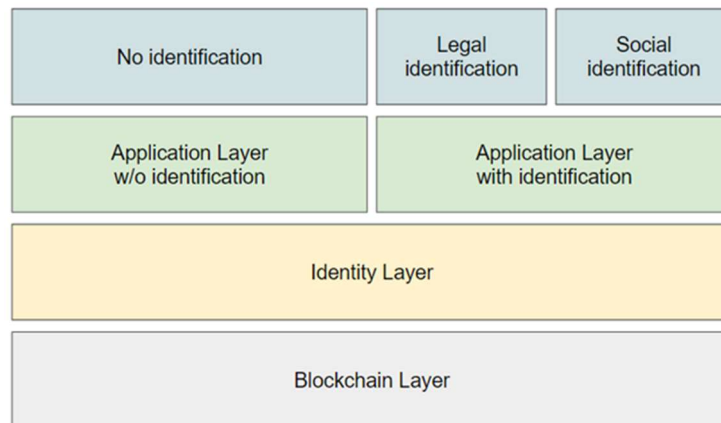 No identification
Legal
identification
Social
identification
Application Layer
w/o identification
Application Layer
with identification
Identity Layer
Blockchain Layer